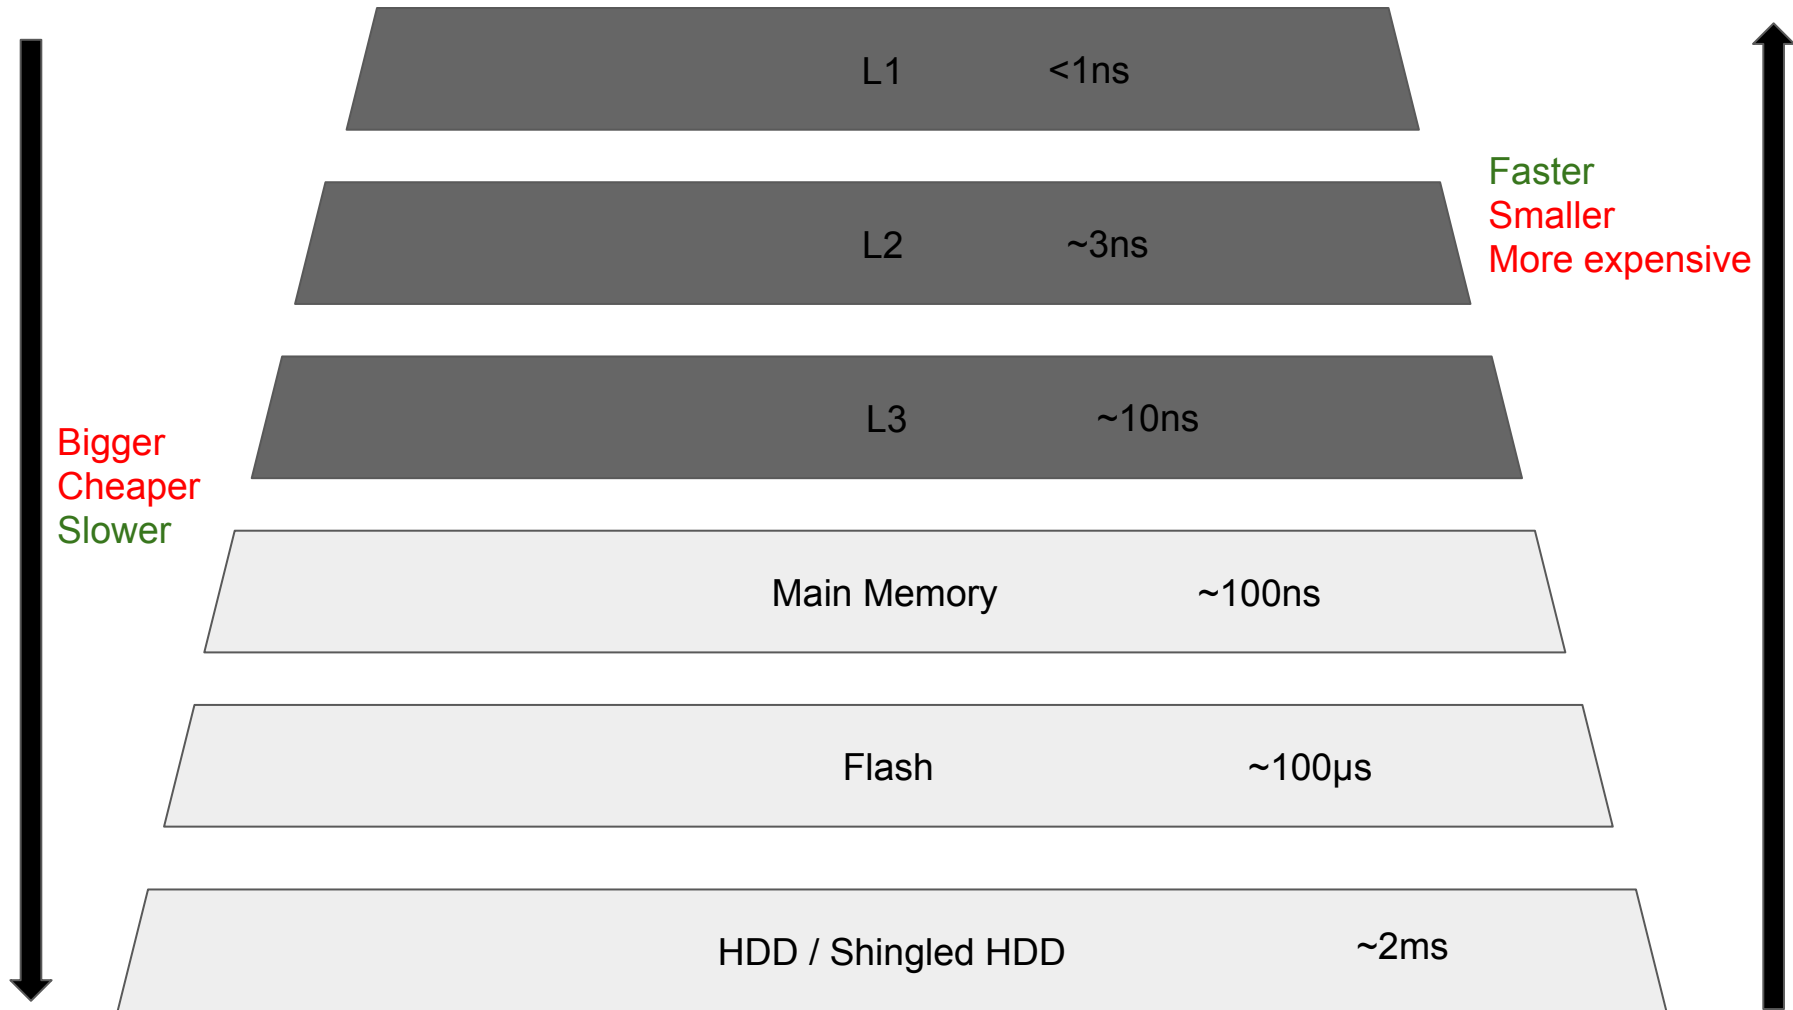 L1 <1ns
Faster
Smaller
More expensive
L2 ~3ns
L3 ~10ns
Bigger
Cheaper
Slower
Main Memory ~100ns
Flash ~100µs
HDD / Shingled HDD ~2ms